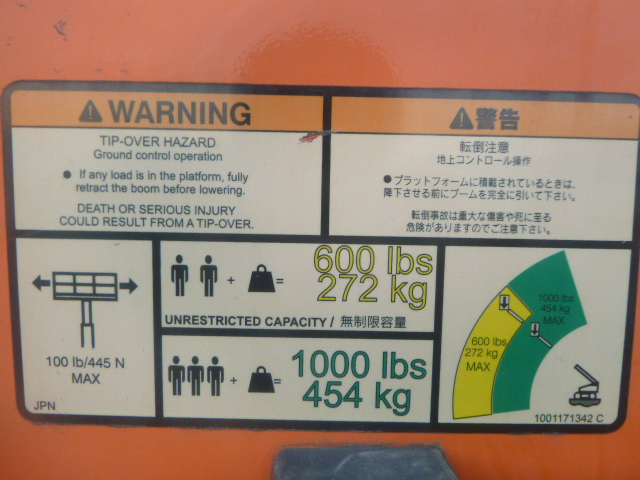 WARNING
TIP-OVER HAZARD
Ground control operation
● If any load is in the platform, fully
retract the boom before lowering.
DEATH OR SERIOUS INJURY
COULD RESULT FROM A TIP-OVER.
警告
転倒注意
地上コントロール操作
●プラットフォームに積載されているときは、
降下させる前にブームを完全に引いて下さい。
転倒事故は重大な傷害や死に至る
危険がありますのでご注意下さい。
100 lb/445 N
MAX
JPN
+ = 600 lbs
272 kg
UNRESTRICTED CAPACITY / 無制限容量
+ = 1000 lbs
454 kg
1000 lbs
454 kg
MAX
600 lbs
272 kg
MAX
1001171342 C